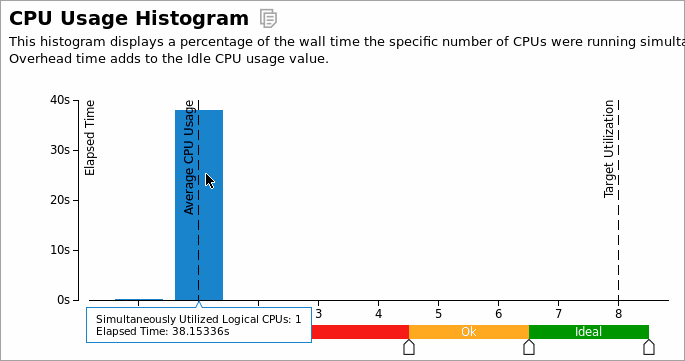 CPU Usage Histogram
This histogram displays a percentage of the wall time the specific number of CPUs were running
Overhead time adds to the Idle CPU usage value.
40s
30s
20s
10s
0s
Elapsed Time
Average CPU Usage
Target Utilization
3 4 5 6 7 8
Simultaneously Utilized Logical CPUs: 1
Elapsed Time: 38.15336s
Ok Ideal